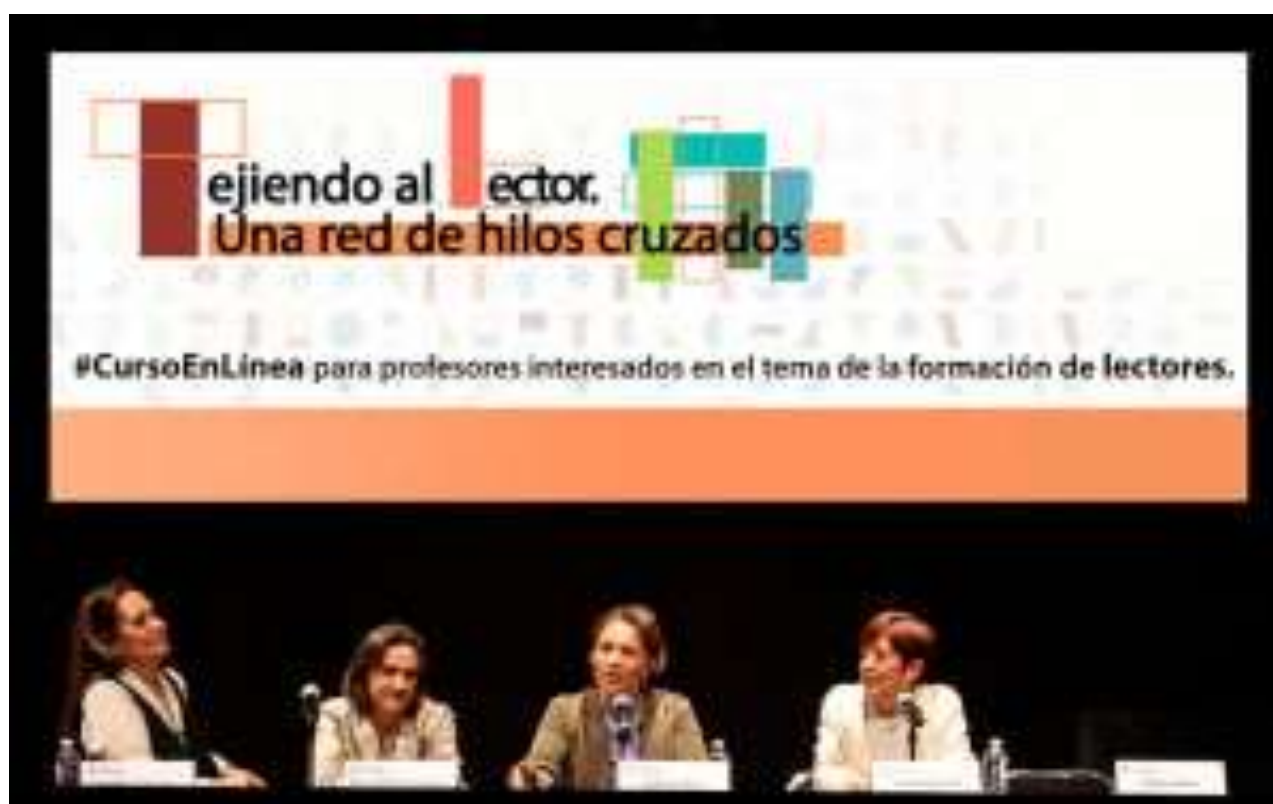 Tejiendo al Lector.
Una red de hilos cruzados.
#CursoEnLínea para profesores interesados en el tema de la formación de lectores.